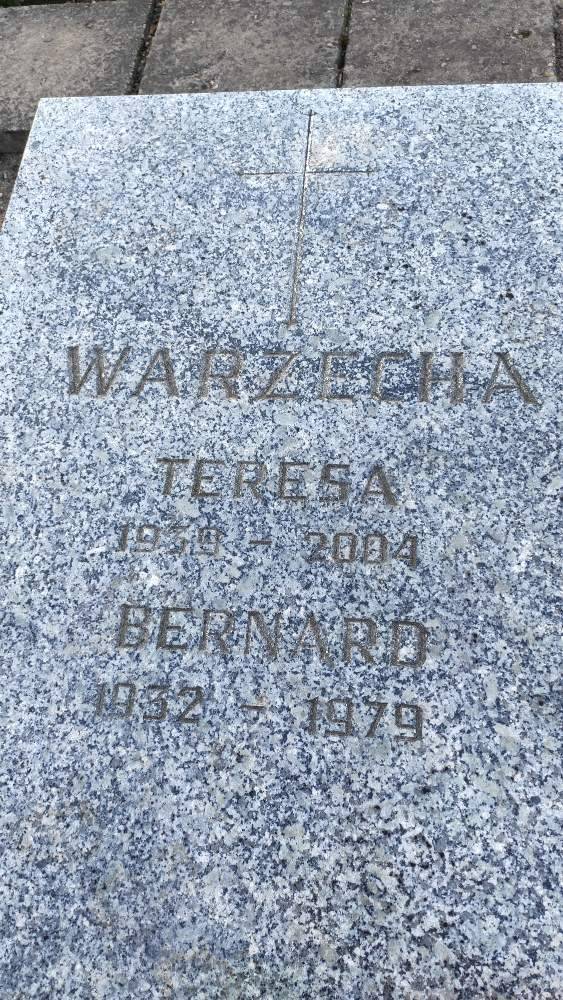 WARZECHA
TERESA
1939 - 2004
BERNARD
1932 - 1979